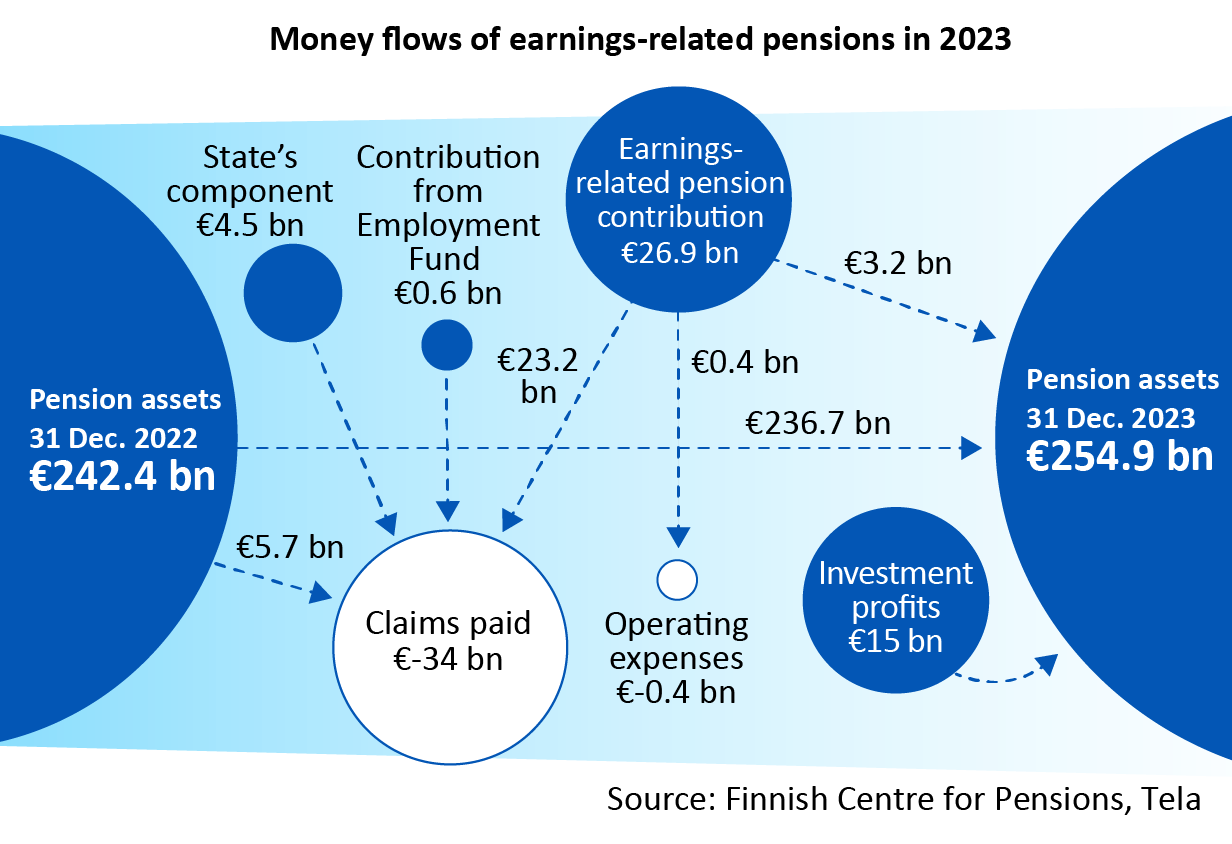 Money flows of earnings-related pensions in 2023
State's
component
€4.5 bn
Contribution
from
Employment
Fund
€0.6 bn
Earnings-
related pension
contribution
€26.9 bn
€3.2 bn
€23.2
bn
€0.4 bn
Pension assets
31 Dec. 2022
€242.4 bn
€236.7 bn
Pension assets
31 Dec. 2023
€254.9 bn
€5.7 bn
Claims paid
€-34 bn
Operating
expenses
€-0.4 bn
Investment
profits
€15 bn
Source: Finnish Centre for Pensions, Tela